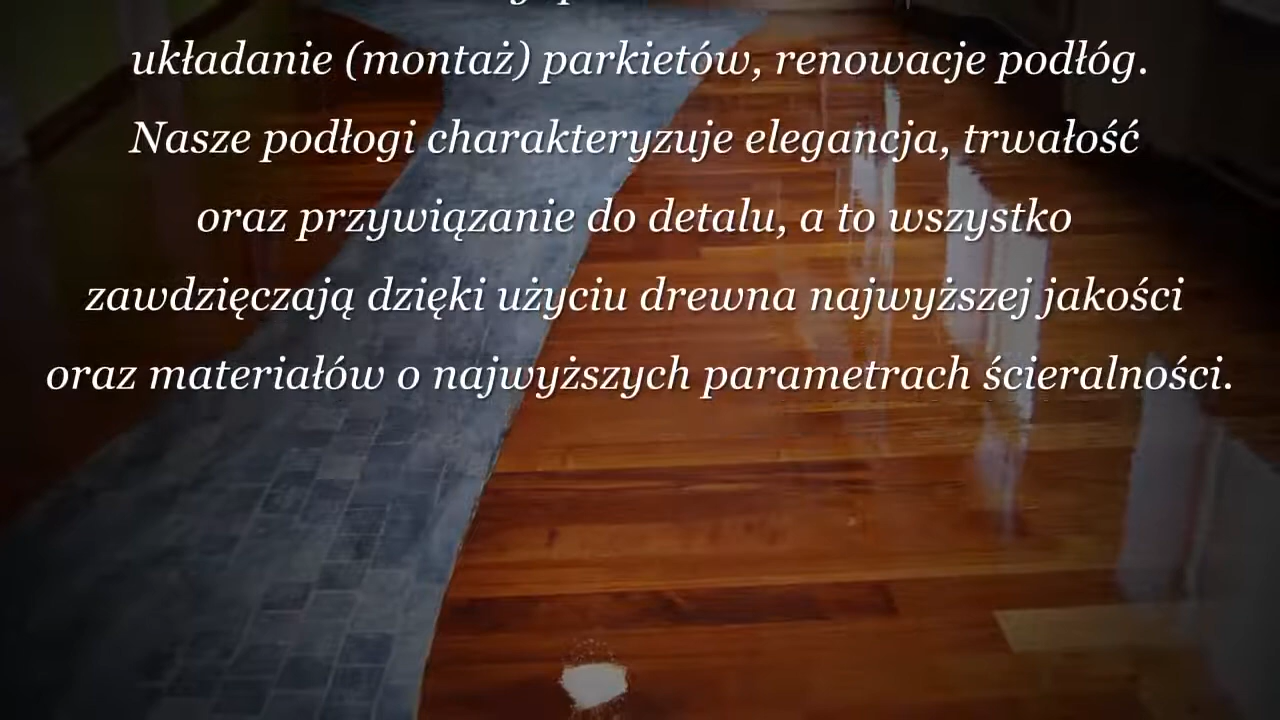 układanie (montaż) parkietów, renowacje podłóg.
Nasze podłogi charakteryzuje elegancja, trwałość
oraz przywiązanie do detalu, a to wszystko
zawdzięczają dzięki użyciu drewna najwyższej jakości
oraz materiałów o najwyższych parametrach ścieralności.